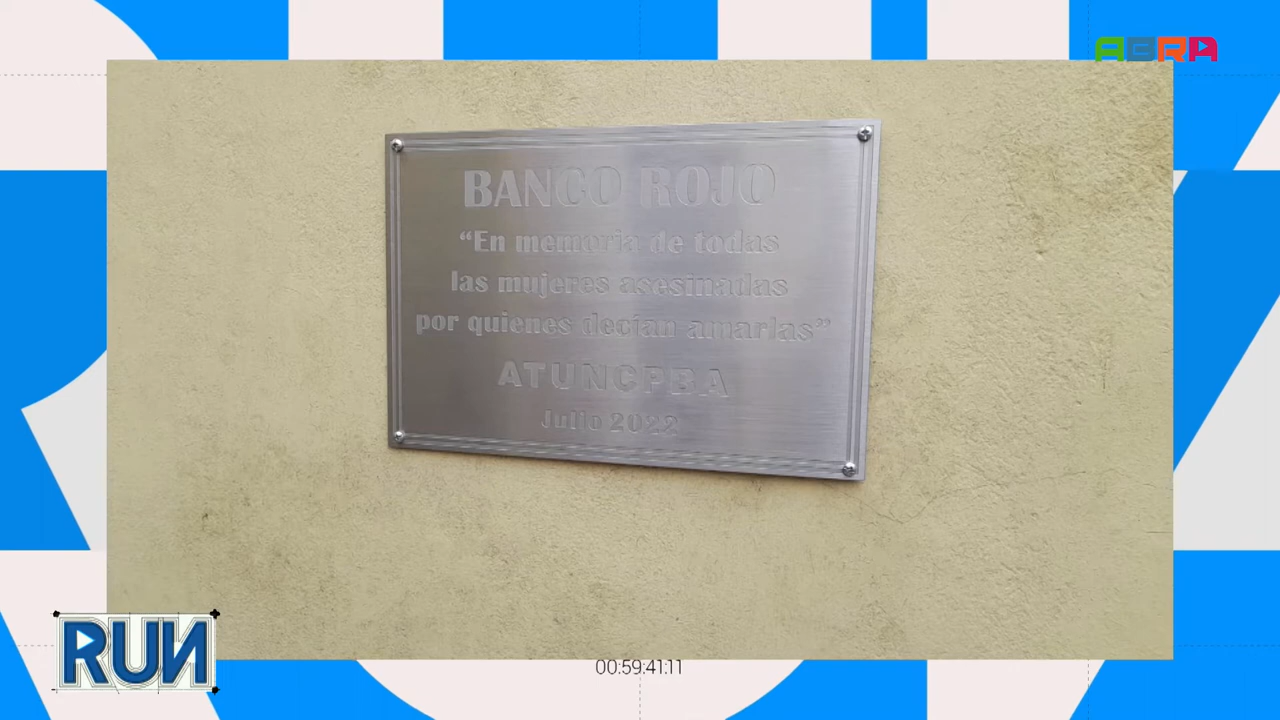 ABRA
BANCO ROJO
“En memoria de todas
las mujeres asesinadas
por quienes decían amarlas”
ATUNCPBA
Julio 2022
RUN
00:59:41:11